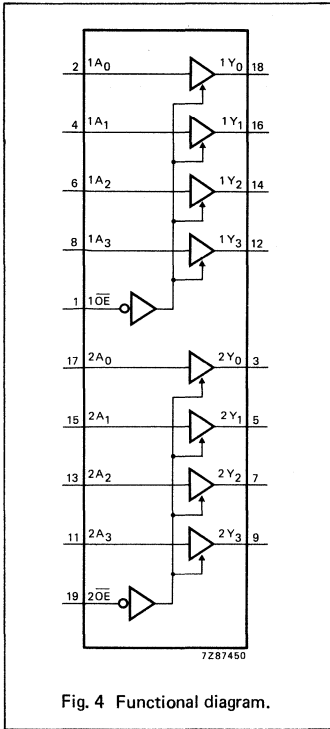 2 1A0 1Y0 18
4 1A1 1Y1 16
6 1A2 1Y2 14
8 1A3 1Y3 12
1 1O̅E̅
17 2A0 2Y0 3
15 2A1 2Y1 5
13 2A2 2Y2 7
11 2A3 2Y3 9
19 2O̅E̅
7Z87450
Fig. 4 Functional diagram.